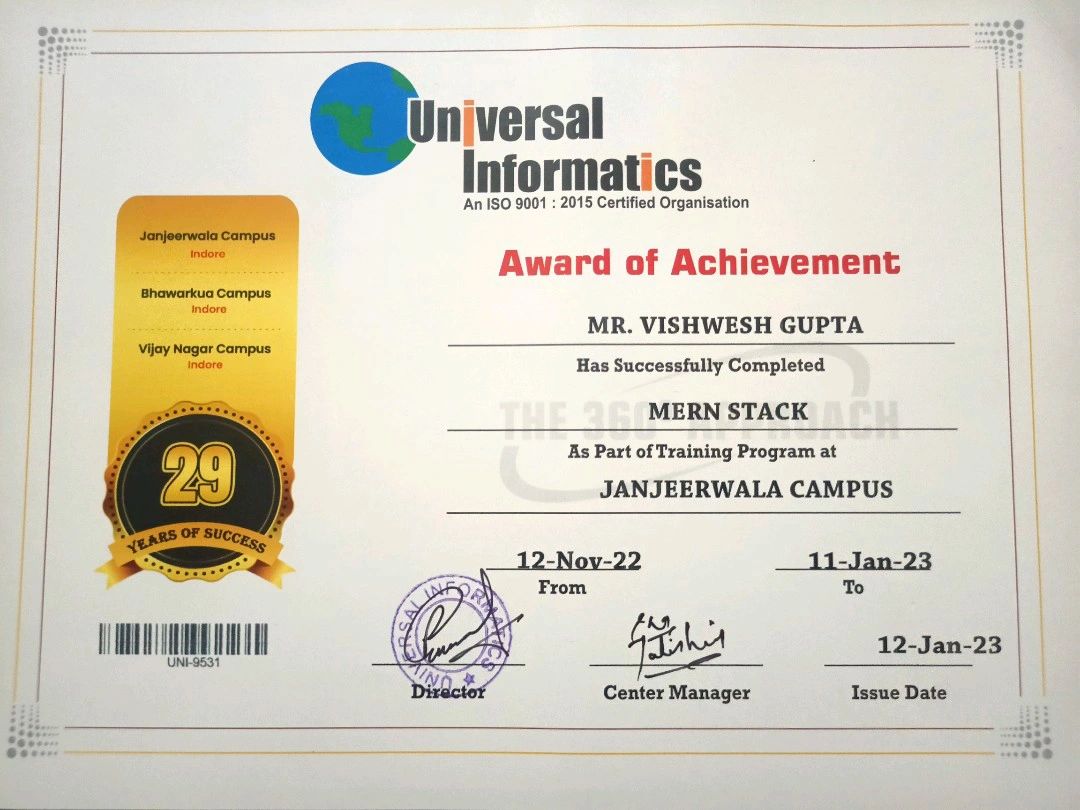 Universal
Informatics
An ISO 9001 : 2015 Certified Organisation
Janjeerwala Campus
Indore
Bhawarkua Campus
Indore
Vijay Nagar Campus
Indore
29
YEARS OF SUCCESS
UNI-9531
Award of Achievement
MR. VISHWESH GUPTA
Has Successfully Completed
THE 360° APPROACH
MERN STACK
As Part of Training Program at
JANJEERWALA CAMPUS
12-Nov-22 11-Jan-23
From To
UNIVERSAL INFORMATICS
12-Jan-23
Director Center Manager Issue Date